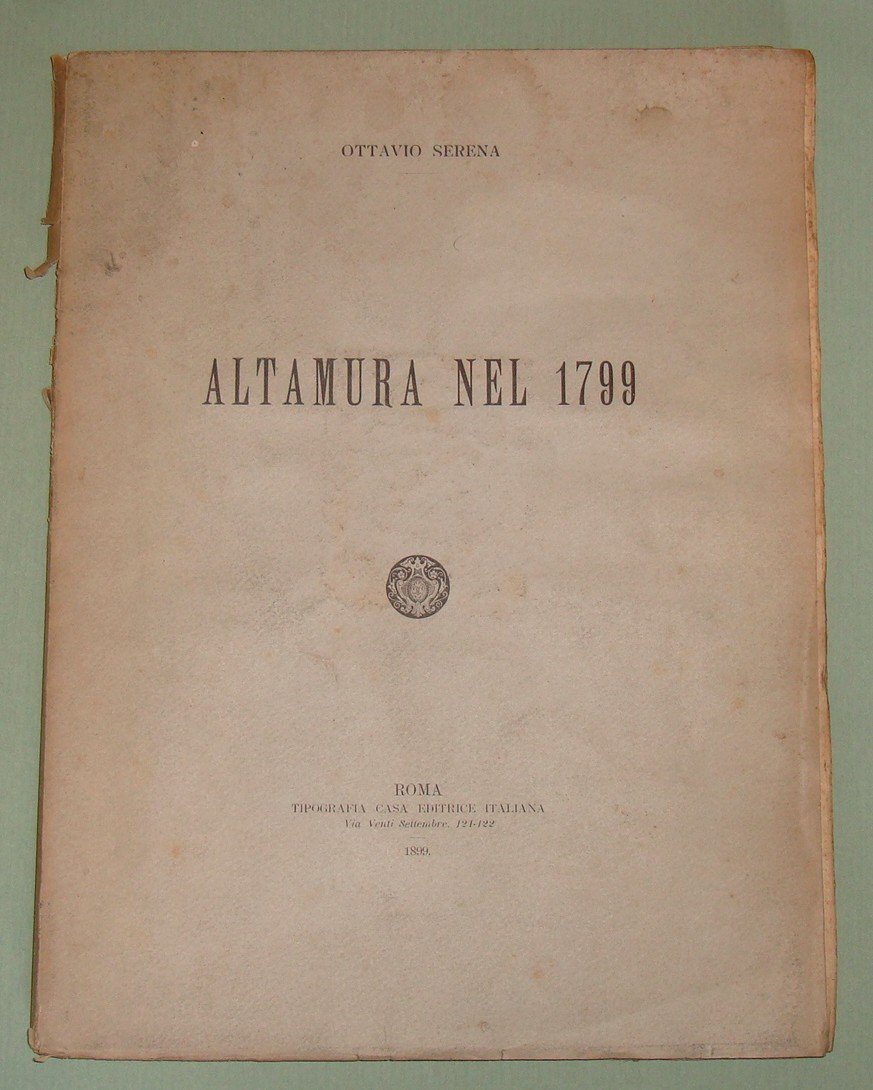 OTTAVIO SERENA
ALTAMURA NEL 1799
ROMA
TIPOGRAFIA CASA EDITRICE ITALIANA
Via Venti Settembre, 121-122
1899.